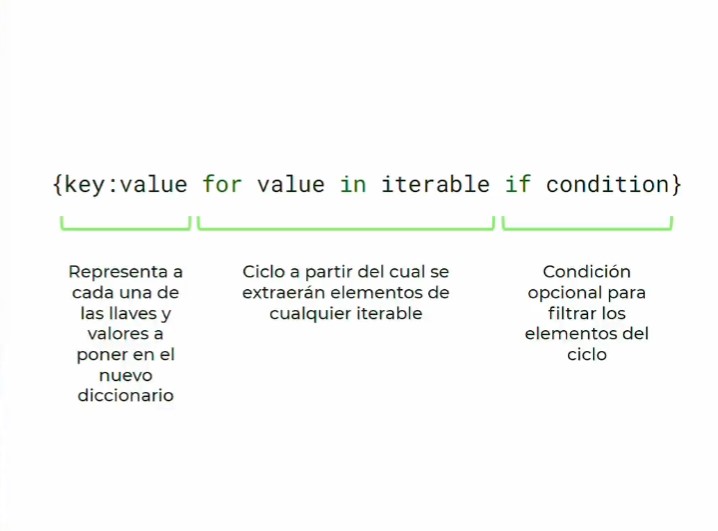 {key:value for value in iterable if condition}
Representa a
cada una de
las llaves y
valores a
poner en el
nuevo
diccionario
Ciclo a partir del cual se
extraerán elementos de
cualquier iterable
Condición
opcional para
filtrar los
elementos del
ciclo